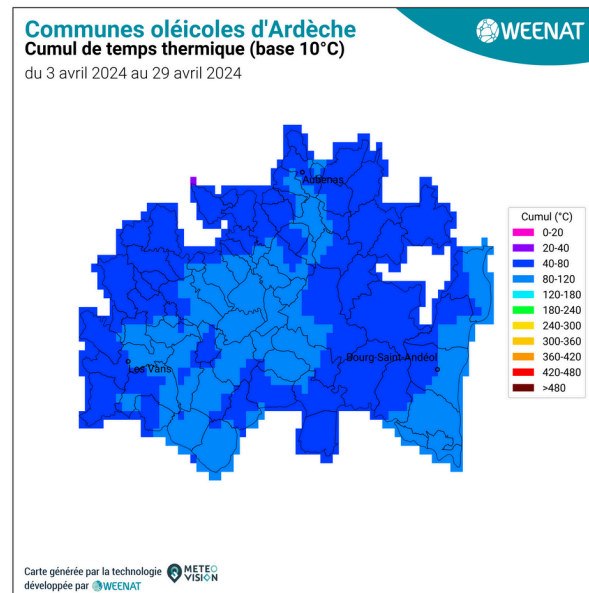 Communes oléicoles d'Ardèche
Cumul de temps thermique (base 10°C)
du 3 avril 2024 au 29 avril 2024
WEENAT
Aubenas
Les Vans
Bourg-Saint-Andéol
Cumul (°C)
0-20
20-40
40-80
80-120
120-180
180-240
240-300
300-360
360-420
420-480
>480
Carte générée par la technologie METEO VISION
développée par WEENAT